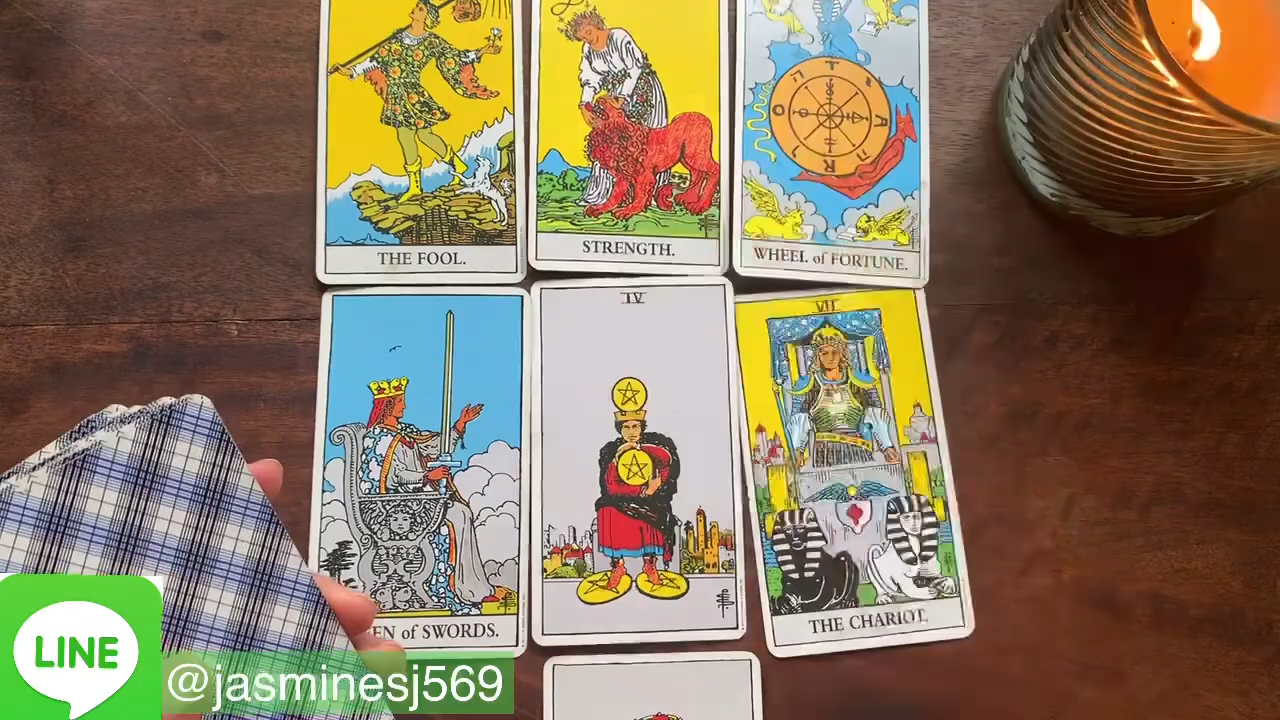 THE FOOL.
STRENGTH.
WHEEL of FORTUNE.
IV
VII
EN of SWORDS.
THE CHARIOT.
LINE
@jasminesj569